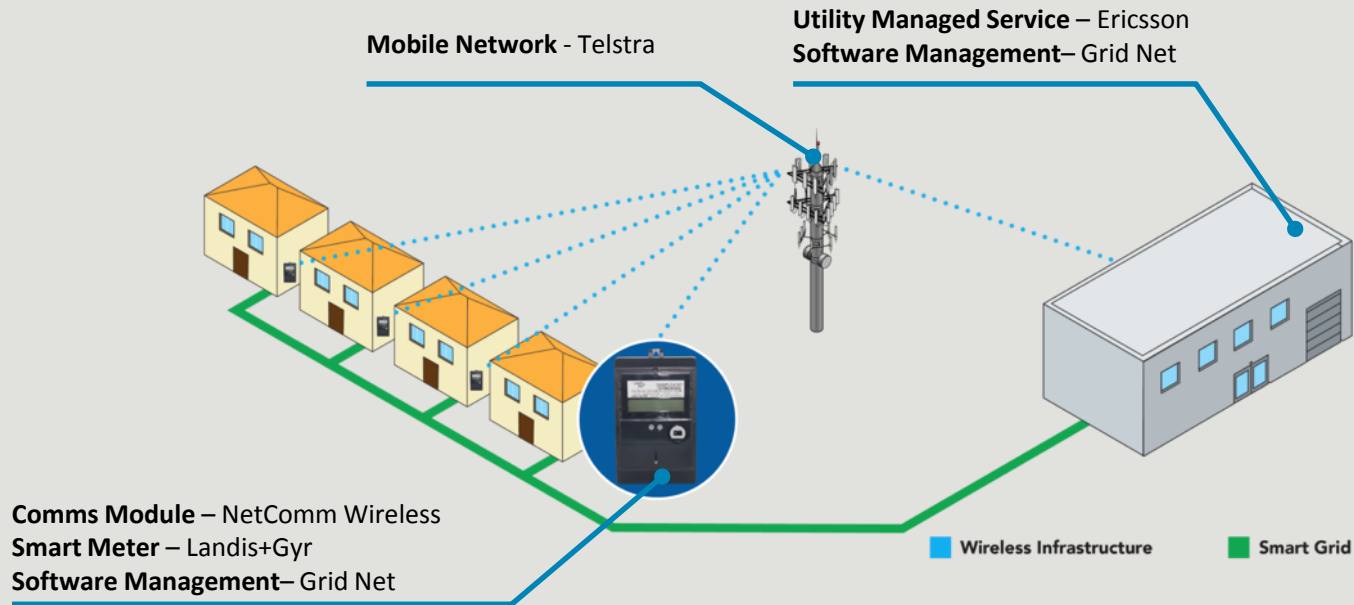 Mobile Network - Telstra
Utility Managed Service – Ericsson
Software Management– Grid Net
Comms Module – NetComm Wireless
Smart Meter – Landis+Gyr
Software Management– Grid Net
Wireless Infrastructure
Smart Grid